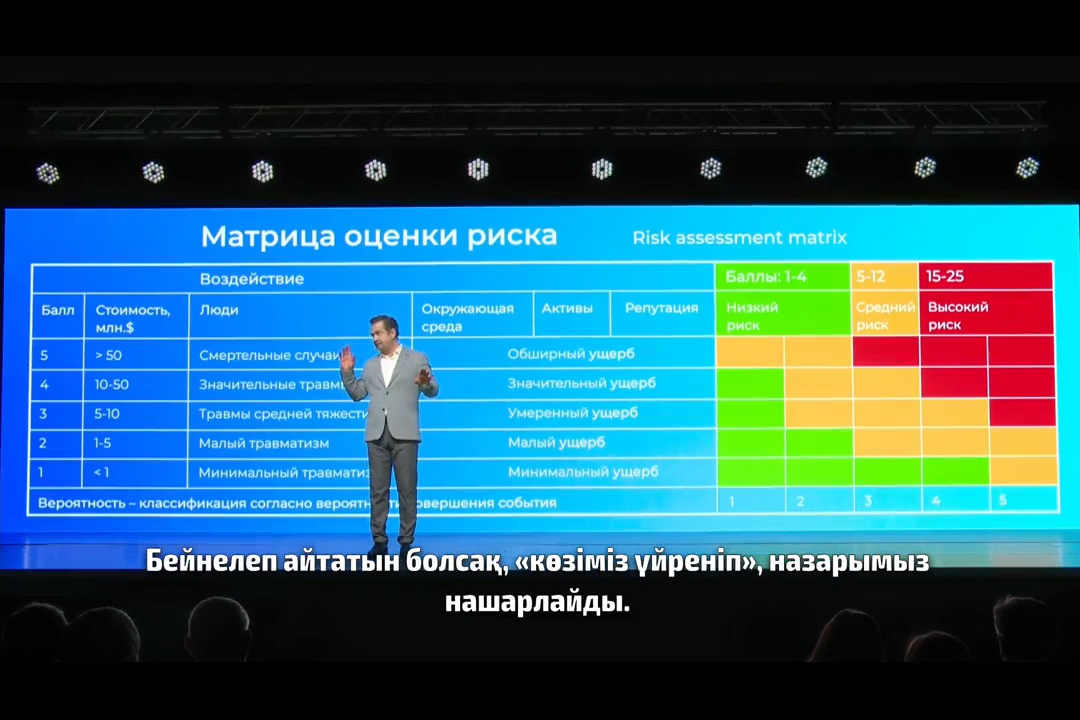 Матрица оценки риска Risk assessment matrix
Воздействие Баллы: 1-4 5-12 15-25
Балл Стоимость, млн.$ Люди Окружающая среда Активы Репутация Низкий риск Средний риск Высокий риск
5 > 50 Смертельные случаи Обширный ущерб
4 10-50 Значительные Значительный ущерб
3 5-10 Травмы средней тяжести Умеренный ущерб
2 1-5 Малый травматизм Малый ущерб
1 < 1 Минимальный Минимальный ущерб
Вероятность – классификация согласно события 1 2 3 4 5
Бейнелеп айтатын болсақ, «көзіміз үйреніп», назарымыз
нашарлайды.